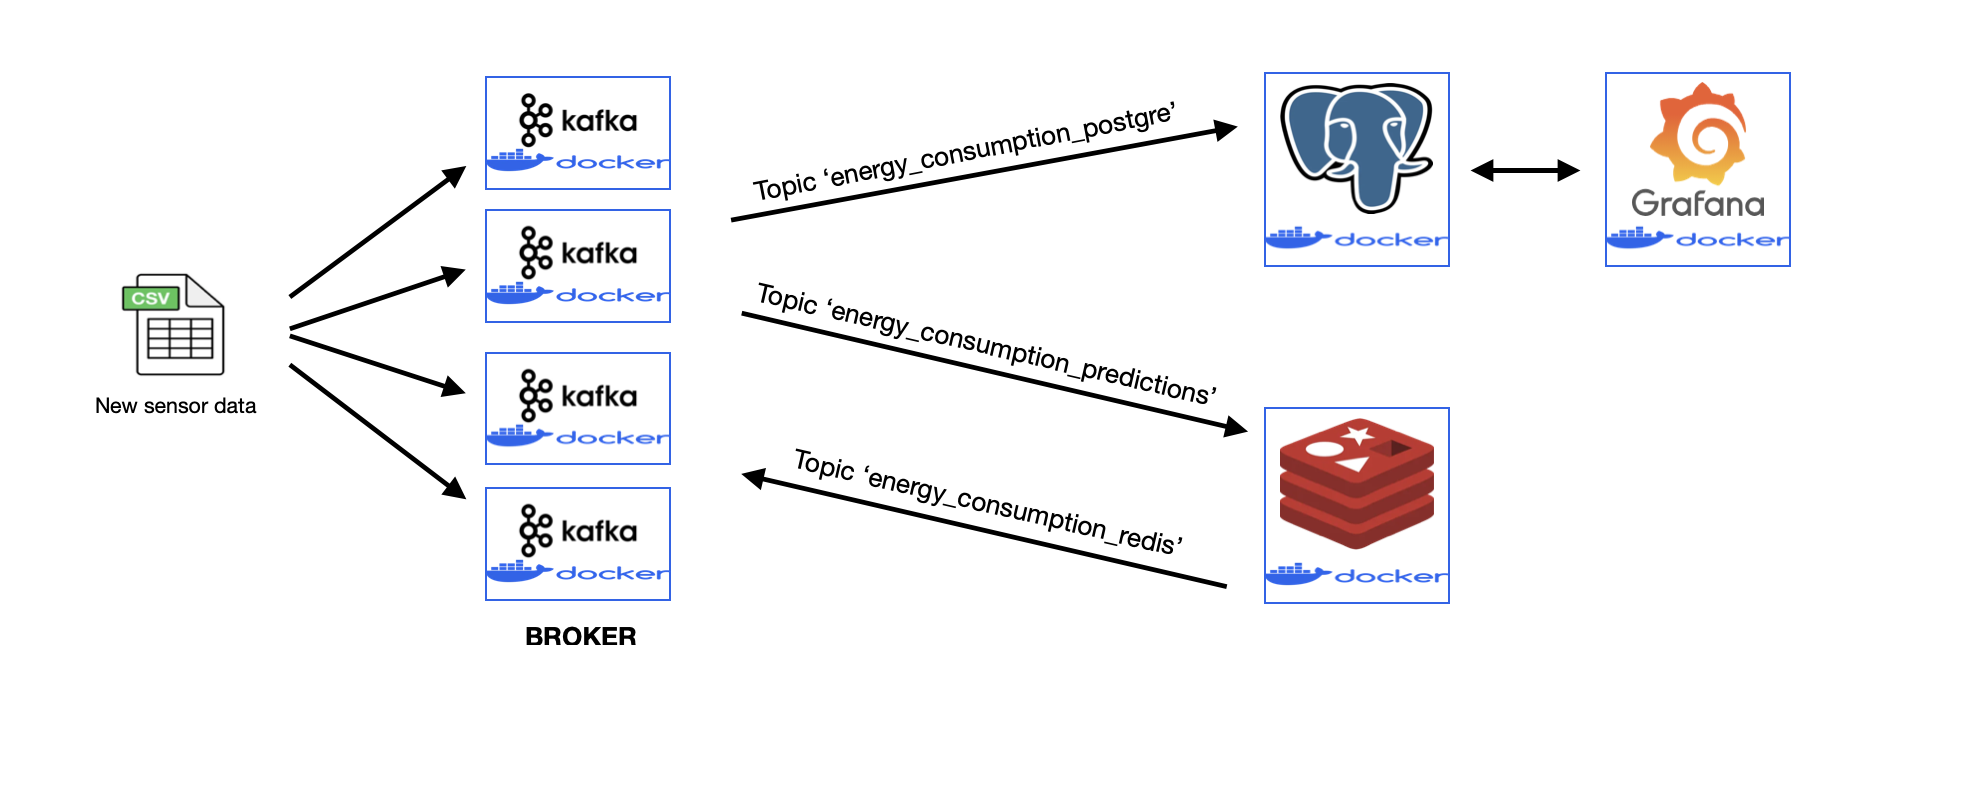 CSV
New sensor data
kafka
docker
kafka
docker
kafka
docker
kafka
docker
BROKER
Topic ‘energy_consumption_postgre’
Topic ‘energy_consumption_predictions’
Topic ‘energy_consumption_redis’
docker
docker
Grafana
docker